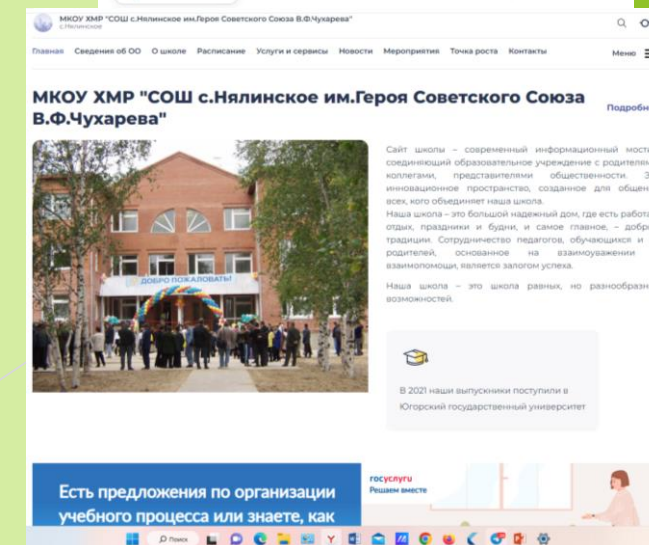 МКОУ ХМР "СОШ с.Нялинское им.Героя Советского Союза В.Ф.Чухарева"
с.Нялинское
Главная Сведения об ОО О школе Расписание Услуги и сервисы Новости Мероприятия Точка роста Контакты Меню
МКОУ ХМР "СОШ с.Нялинское им.Героя Советского Союза
В.Ф.Чухарева"
Подробн
Сайт школы – современный информационный мост,
соединяющий образовательное учреждение с родителям
коллегами, представителями общественности. Э
инновационное пространство, созданное для общен
всех, кого объединяет наша школа.
Наша школа – это большой надежный дом, где есть работа
отдых, праздники и будни, и самое главное, – добр
традиции. Сотрудничество педагогов, обучающихся и
родителей, основанное на взаимоуважении
взаимопомощи, является залогом успеха.
Наша школа – это школа равных, но разнообразн
возможностей.
ДОБРО ПОЖАЛОВАТЬ!
В 2021 наши выпускники поступили в
Югорский государственный университет
Есть предложения по организации
учебного процесса или знаете, как
госуслуги
Решаем вместе
Поиск